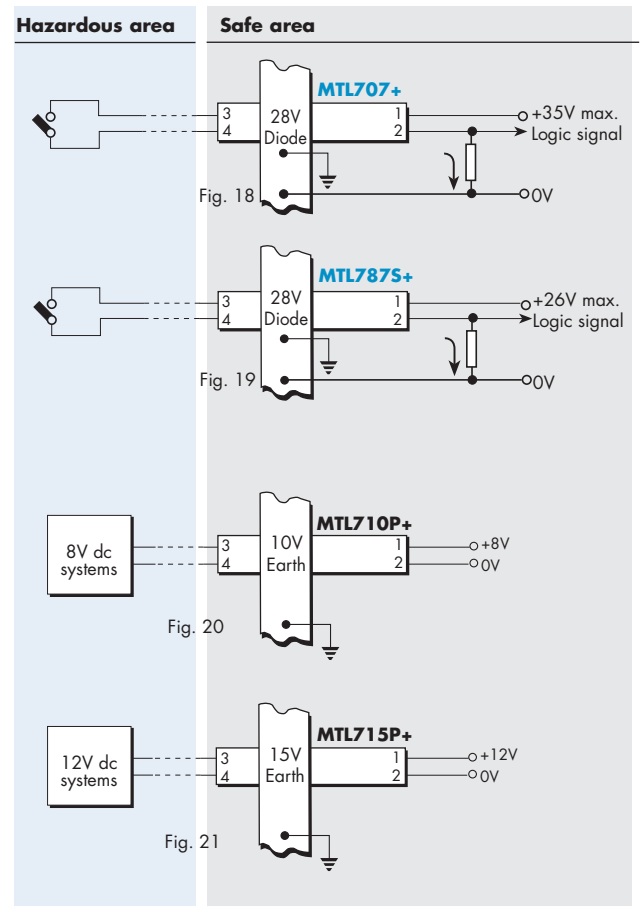 Hazardous area
Safe area
MTL707+
3
4
28V
Diode
1
2
+35V max.
Logic signal
0V
Fig. 18
MTL787S+
3
4
28V
Diode
1
2
+26V max.
Logic signal
0V
Fig. 19
MTL710P+
8V dc
systems
3
4
10V
Earth
1
2
+8V
0V
Fig. 20
MTL715P+
12V dc
systems
3
4
15V
Earth
1
2
+12V
0V
Fig. 21